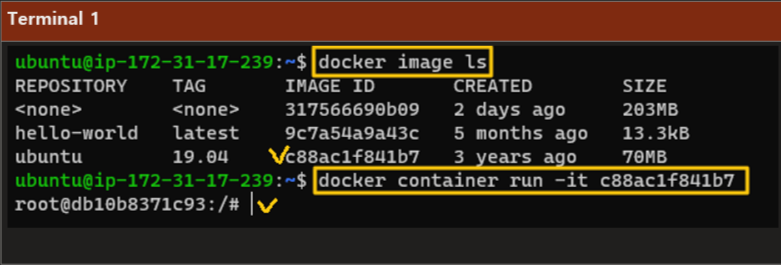 Terminal 1
ubuntu@ip-172-31-17-239:~$ docker image ls
REPOSITORY TAG IMAGE ID CREATED SIZE
<none> <none> 317566690b09 2 days ago 203MB
hello-world latest 9c7a54a9a43c 5 months ago 13.3kB
ubuntu 19.04 c88ac1f841b7 3 years ago 70MB
ubuntu@ip-172-31-17-239:~$ docker container run -it c88ac1f841b7
root@db10b8371c93:/#